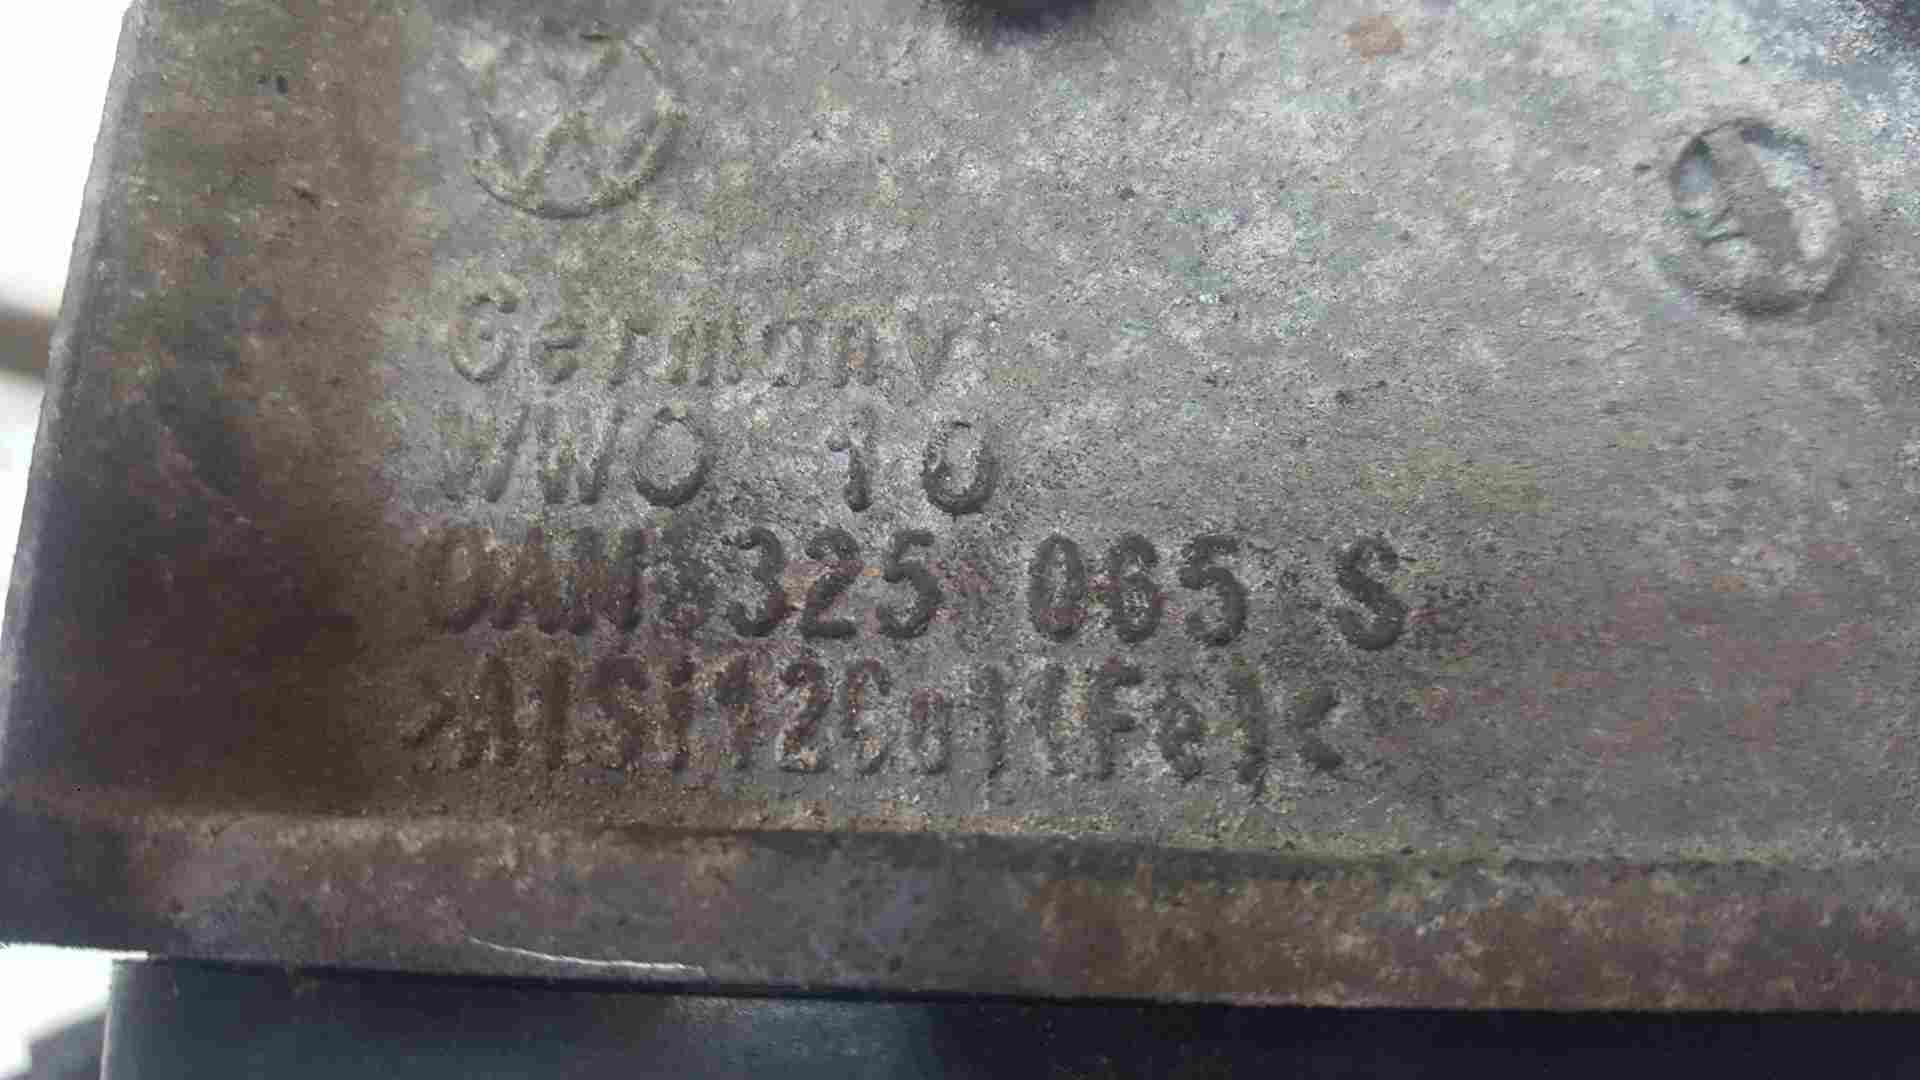 Germany
VWO 10
0AM 325 065 S
>AlSi12Cu1(Fe)<